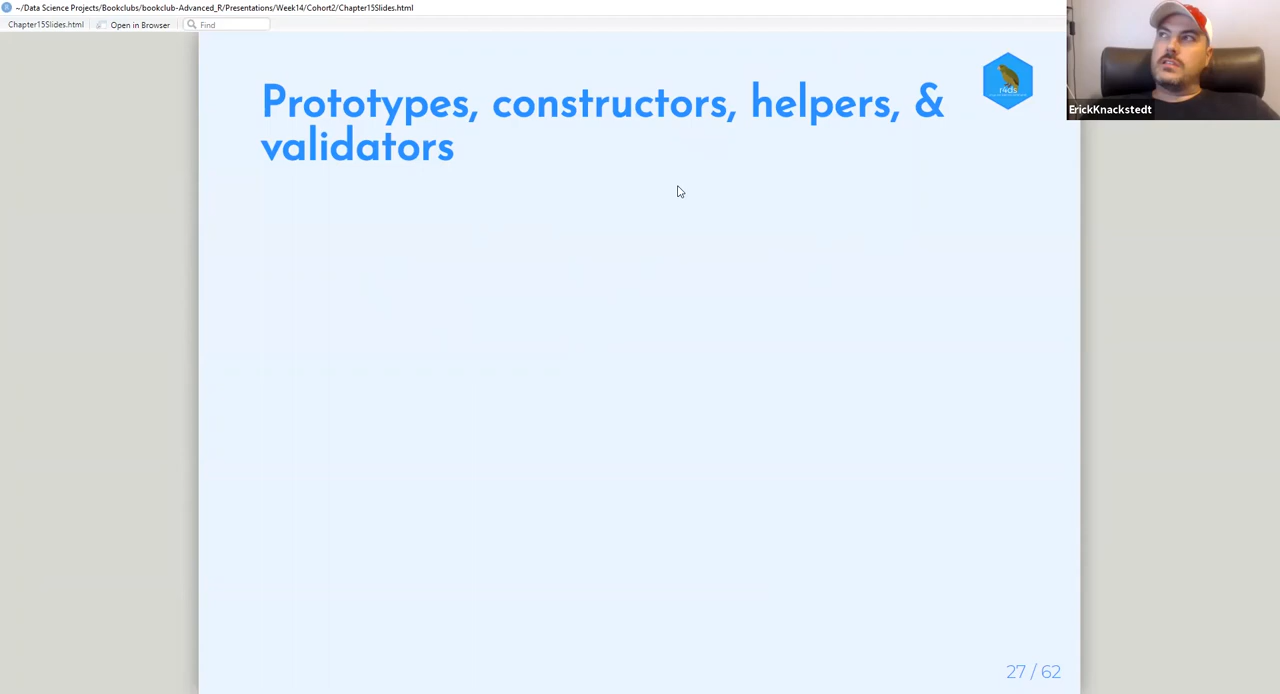 ~/Data Science Projects/Bookclubs/bookclub-Advanced_R/Presentations/Week14/Cohort2/Chapter15Slides.html
Chapter15Slides.html
Open in Browser
Find
ErickKnackstedt
Prototypes, constructors, helpers, &
validators
r4ds
27 / 62